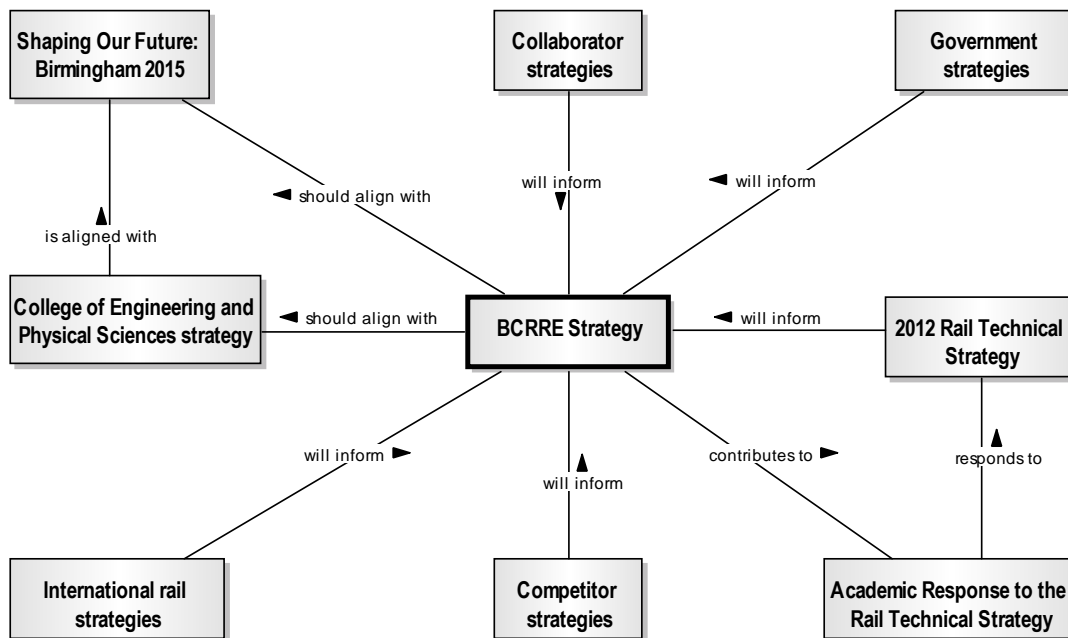 Shaping Our Future:
Birmingham 2015
Collaborator
strategies
Government
strategies
will inform
will inform
should align with
is aligned with
College of Engineering and
Physical Sciences strategy
should align with
BCRRE Strategy
will inform
2012 Rail Technical
Strategy
will inform
will inform
contributes to
responds to
International rail
strategies
Competitor
strategies
Academic Response to the
Rail Technical Strategy